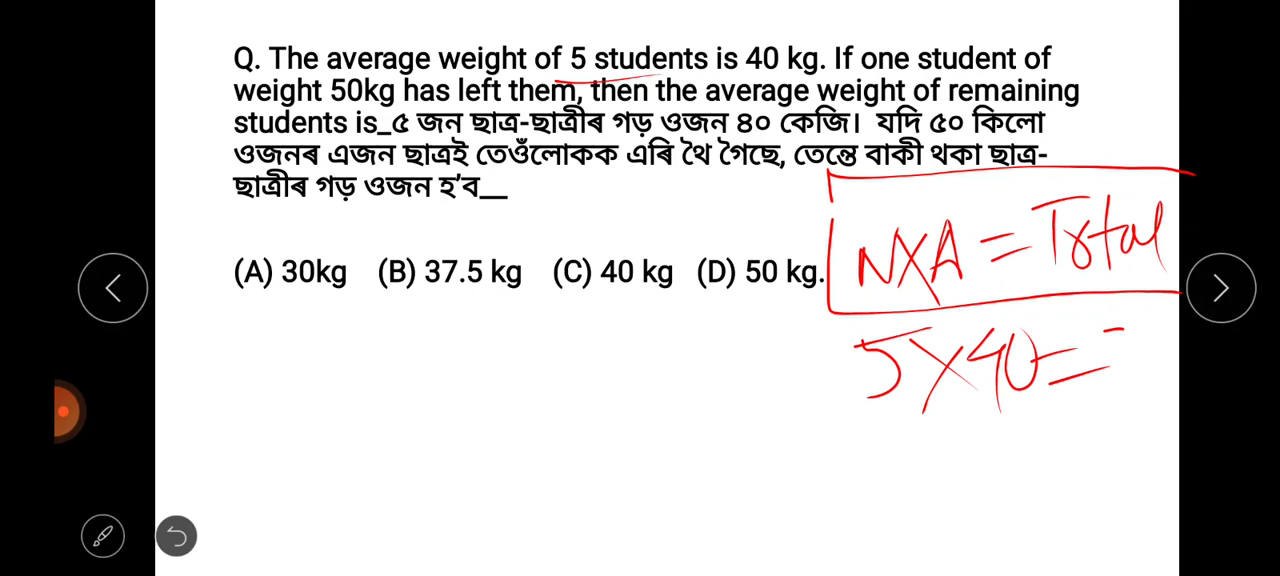 Q. The average weight of 5 students is 40 kg. If one student of
weight 50kg has left them, then the average weight of remaining
students is_৫ জন ছাত্ৰ-ছাত্ৰীৰ গড় ওজন ৪০ কেজি। যদি ৫০ কিলো
ওজনৰ এজন ছাত্ৰই তেওঁলোকক এৰি থৈ গৈছে, তেন্তে বাকী থকা ছাত্ৰ-
ছাত্ৰীৰ গড় ওজন হ'ব__
(A) 30kg (B) 37.5 kg (C) 40 kg (D) 50 kg.
N×A = Total
5×40=